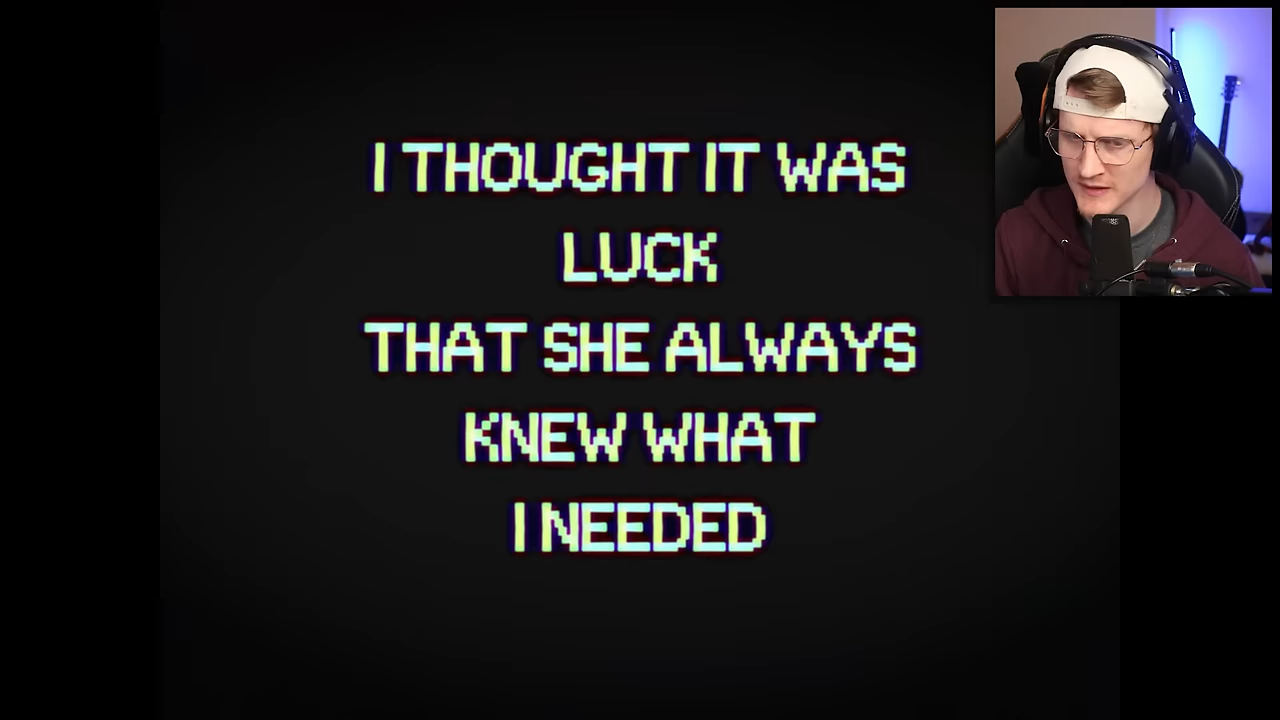 I THOUGHT IT WAS
LUCK
THAT SHE ALWAYS
KNEW WHAT
I NEEDED